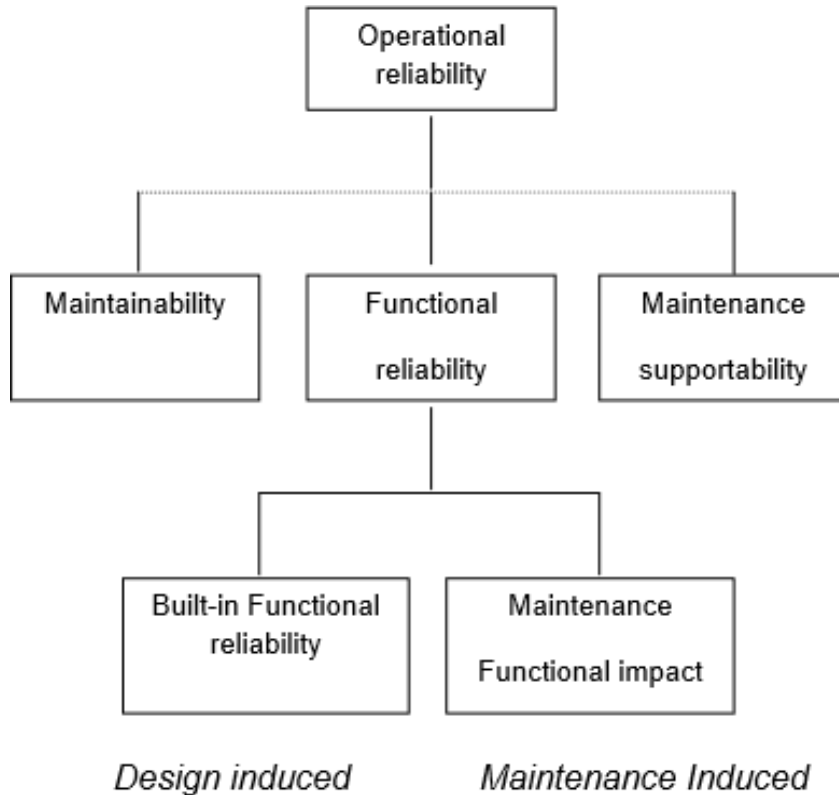 Operational
reliability
Maintainability
Functional
reliability
Maintenance
supportability
Built-in Functional
reliability
Maintenance
Functional impact
Design induced
Maintenance Induced